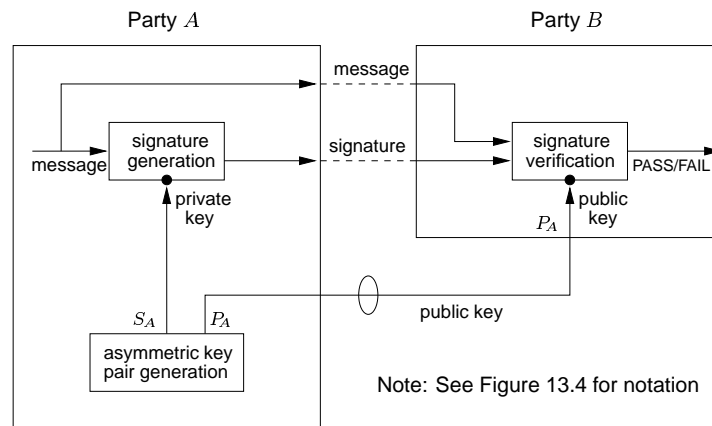 Party A
Party B
message
signature
generation
message
signature
signature
verification
PASS/FAIL
private
key
public
key
P_A
S_A
P_A
public key
asymmetric key
pair generation
Note: See Figure 13.4 for notation